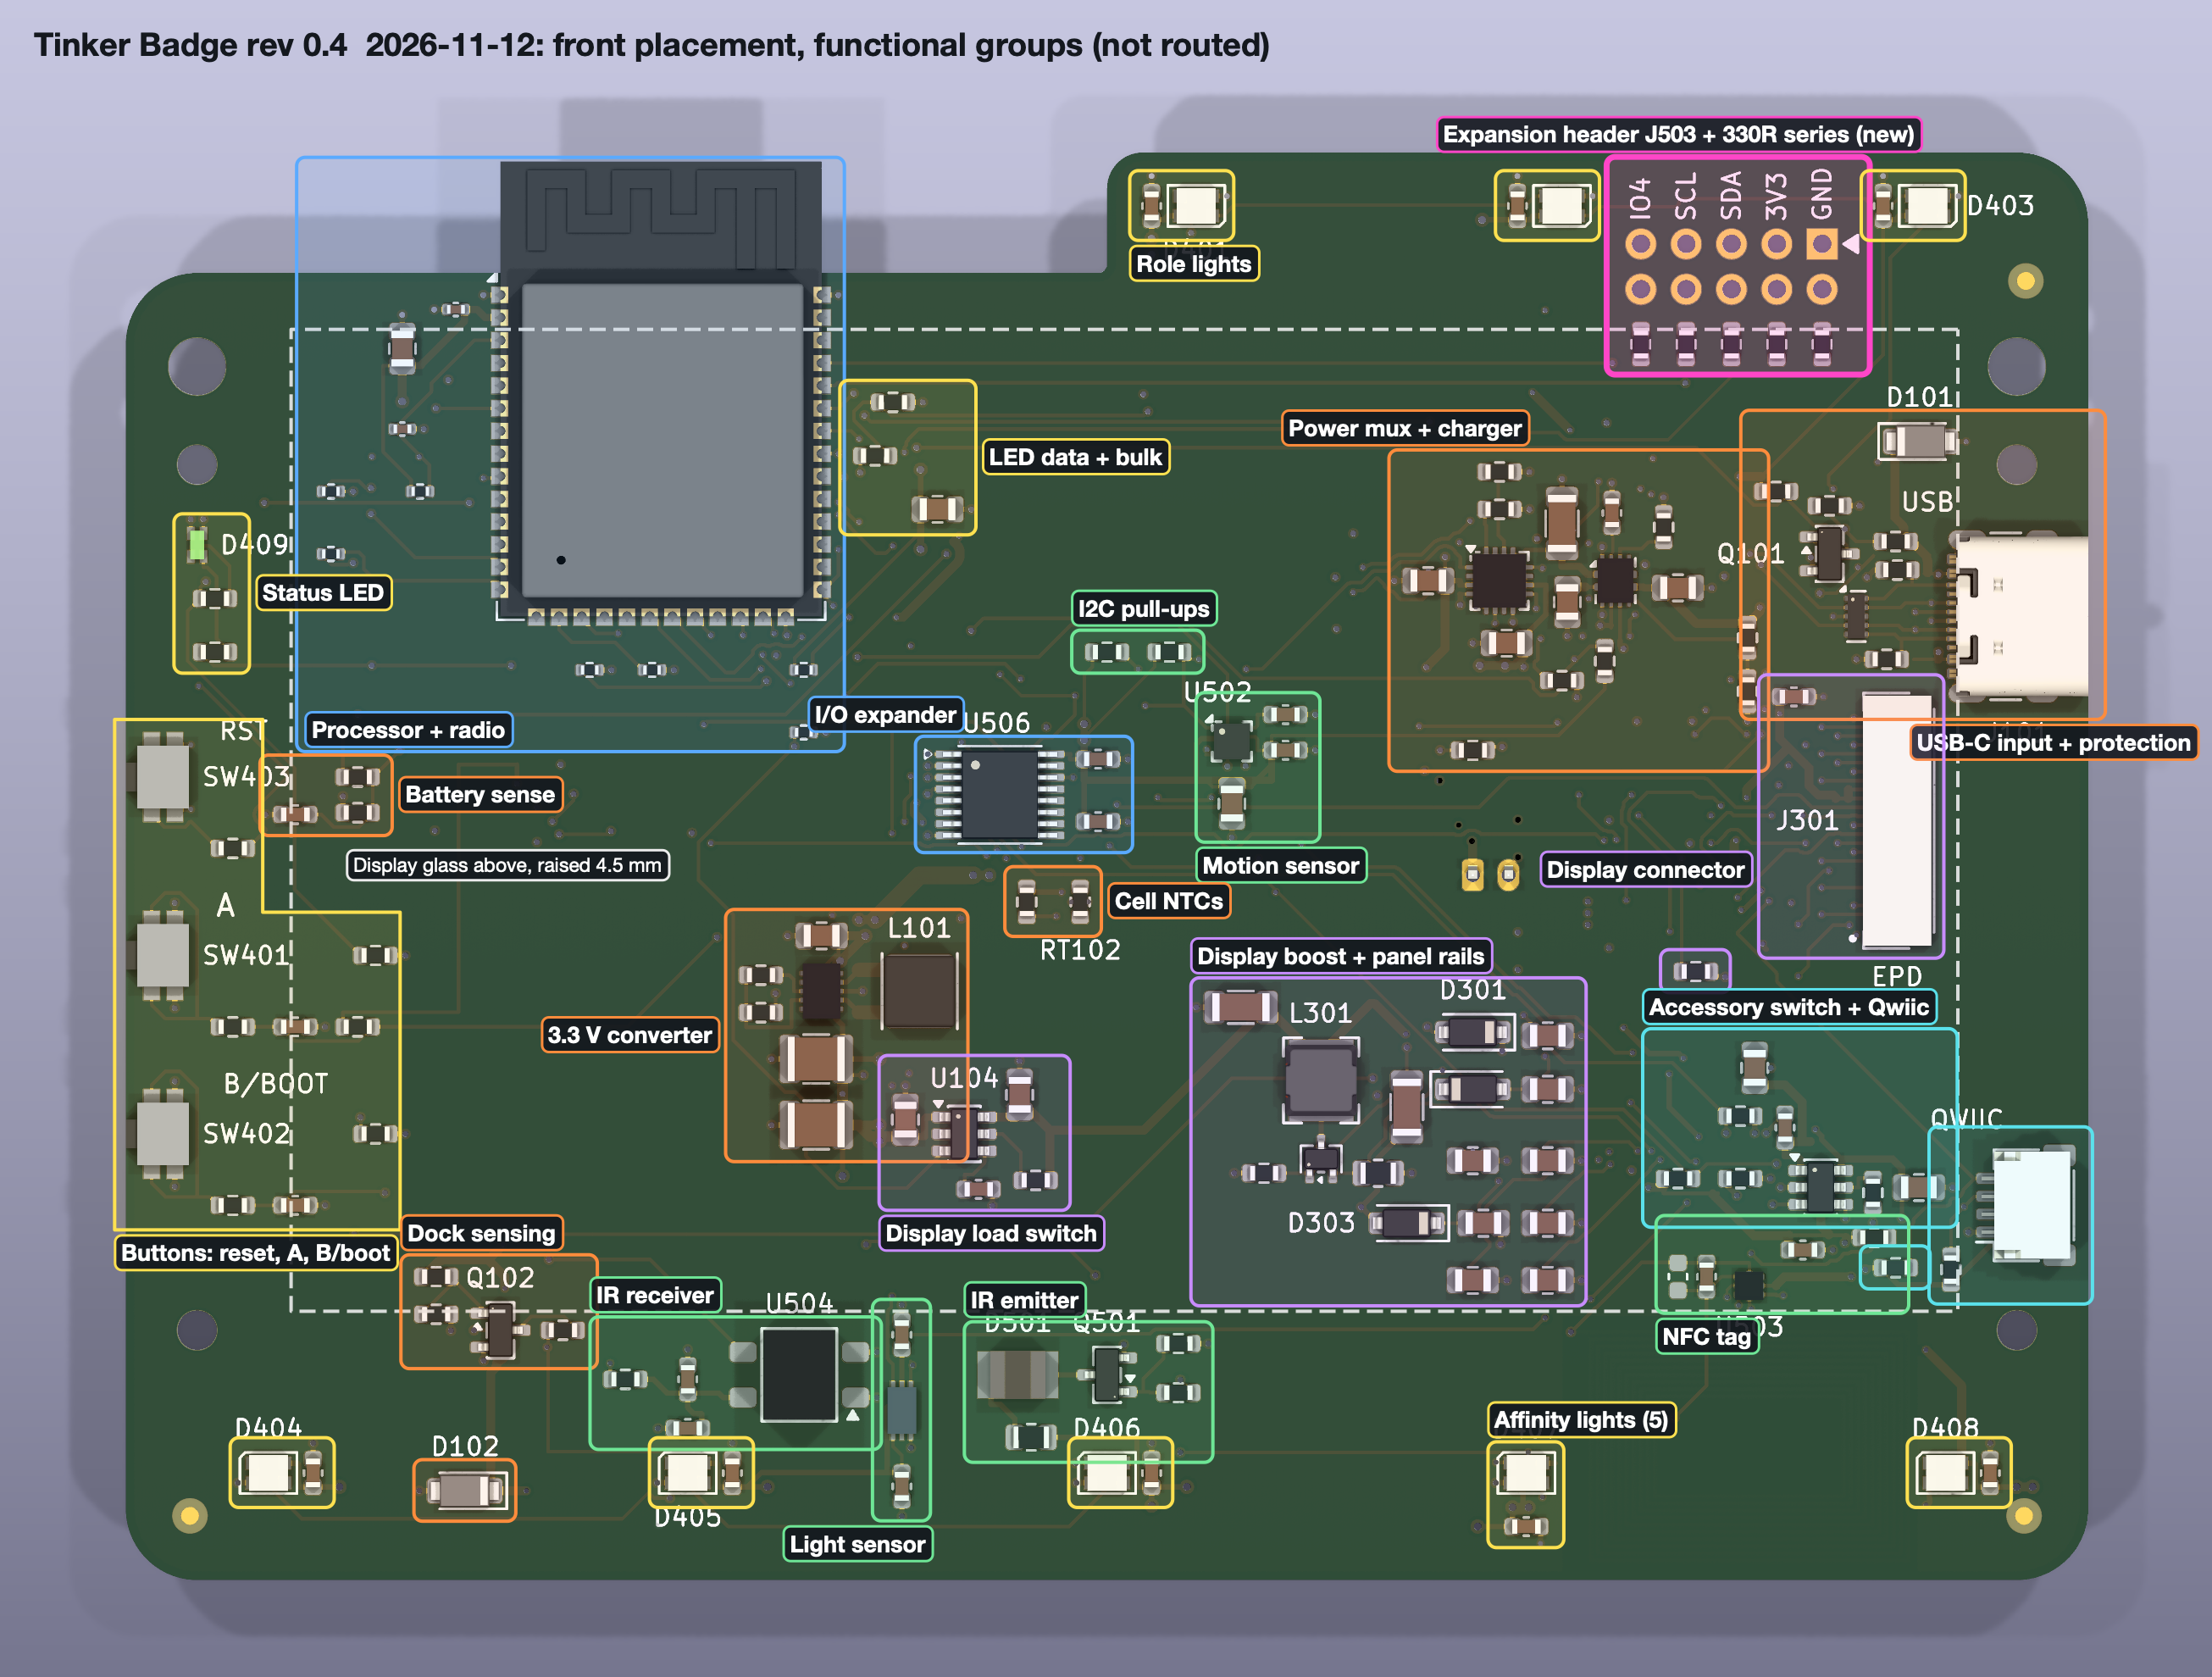 Tinker Badge rev 0.4  2026-11-12: front placement, functional groups (not routed)
Expansion header J503 + 330R series (new)
IO4
SCL
SDA
3V3
GND
D403
Role lights
D101
Power mux + charger
LED data + bulk
USB
D409
Q101
Status LED
I2C pull-ups
U502
I/O expander
U506
Processor + radio
RST
USB-C input + protection
SW403
Battery sense
J301
Display glass above, raised 4.5 mm
Motion sensor
Display connector
Cell NTCs
A
L101
RT102
SW401
Display boost + panel rails
EPD
D301
Accessory switch + Qwiic
L301
3.3 V converter
B/BOOT
U104
QWIIC
SW402
D303
Dock sensing
Display load switch
Buttons: reset, A, B/boot
Q102
IR receiver
U504
IR emitter
D501
Q501
NFC tag
D404
D102
D406
Affinity lights (5)
D408
D405
Light sensor